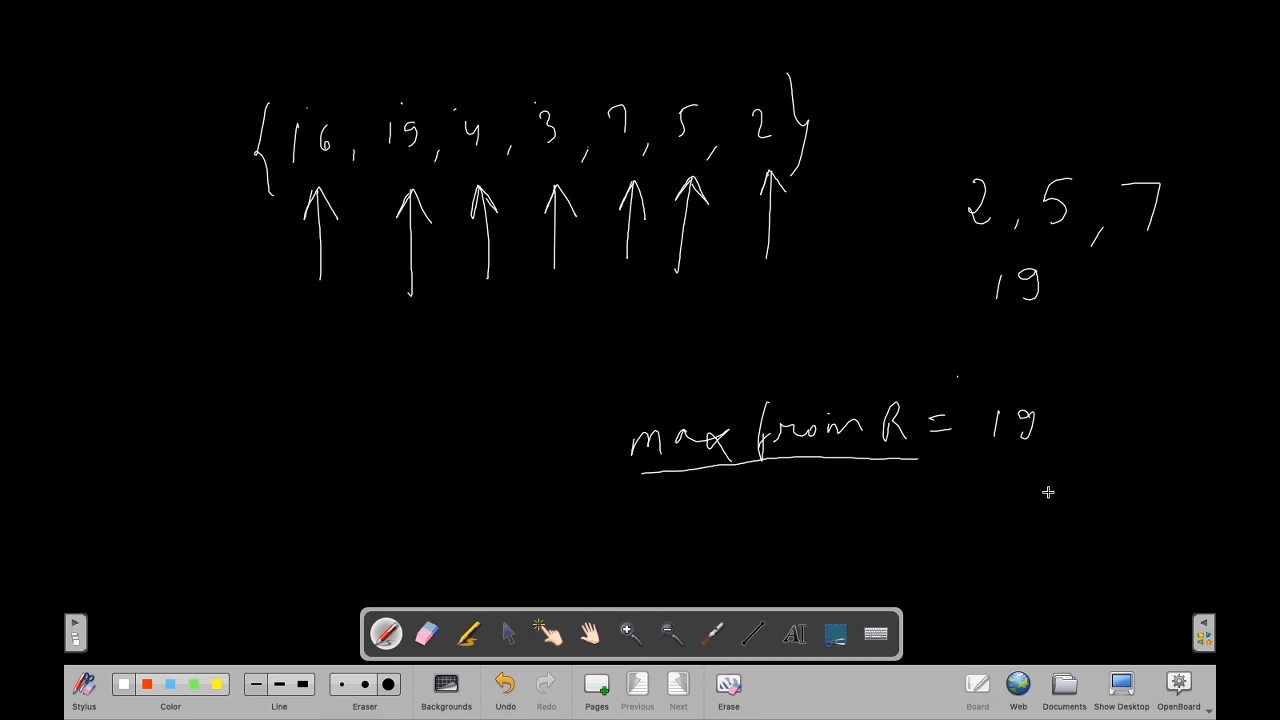 {16, 19, 4, 3, 7, 5, 2}
2, 5, 7
19
max from R = 19
Stylus Color Line Eraser Backgrounds Undo Redo Pages Previous Next Erase Board Web Documents Show Desktop OpenBoard